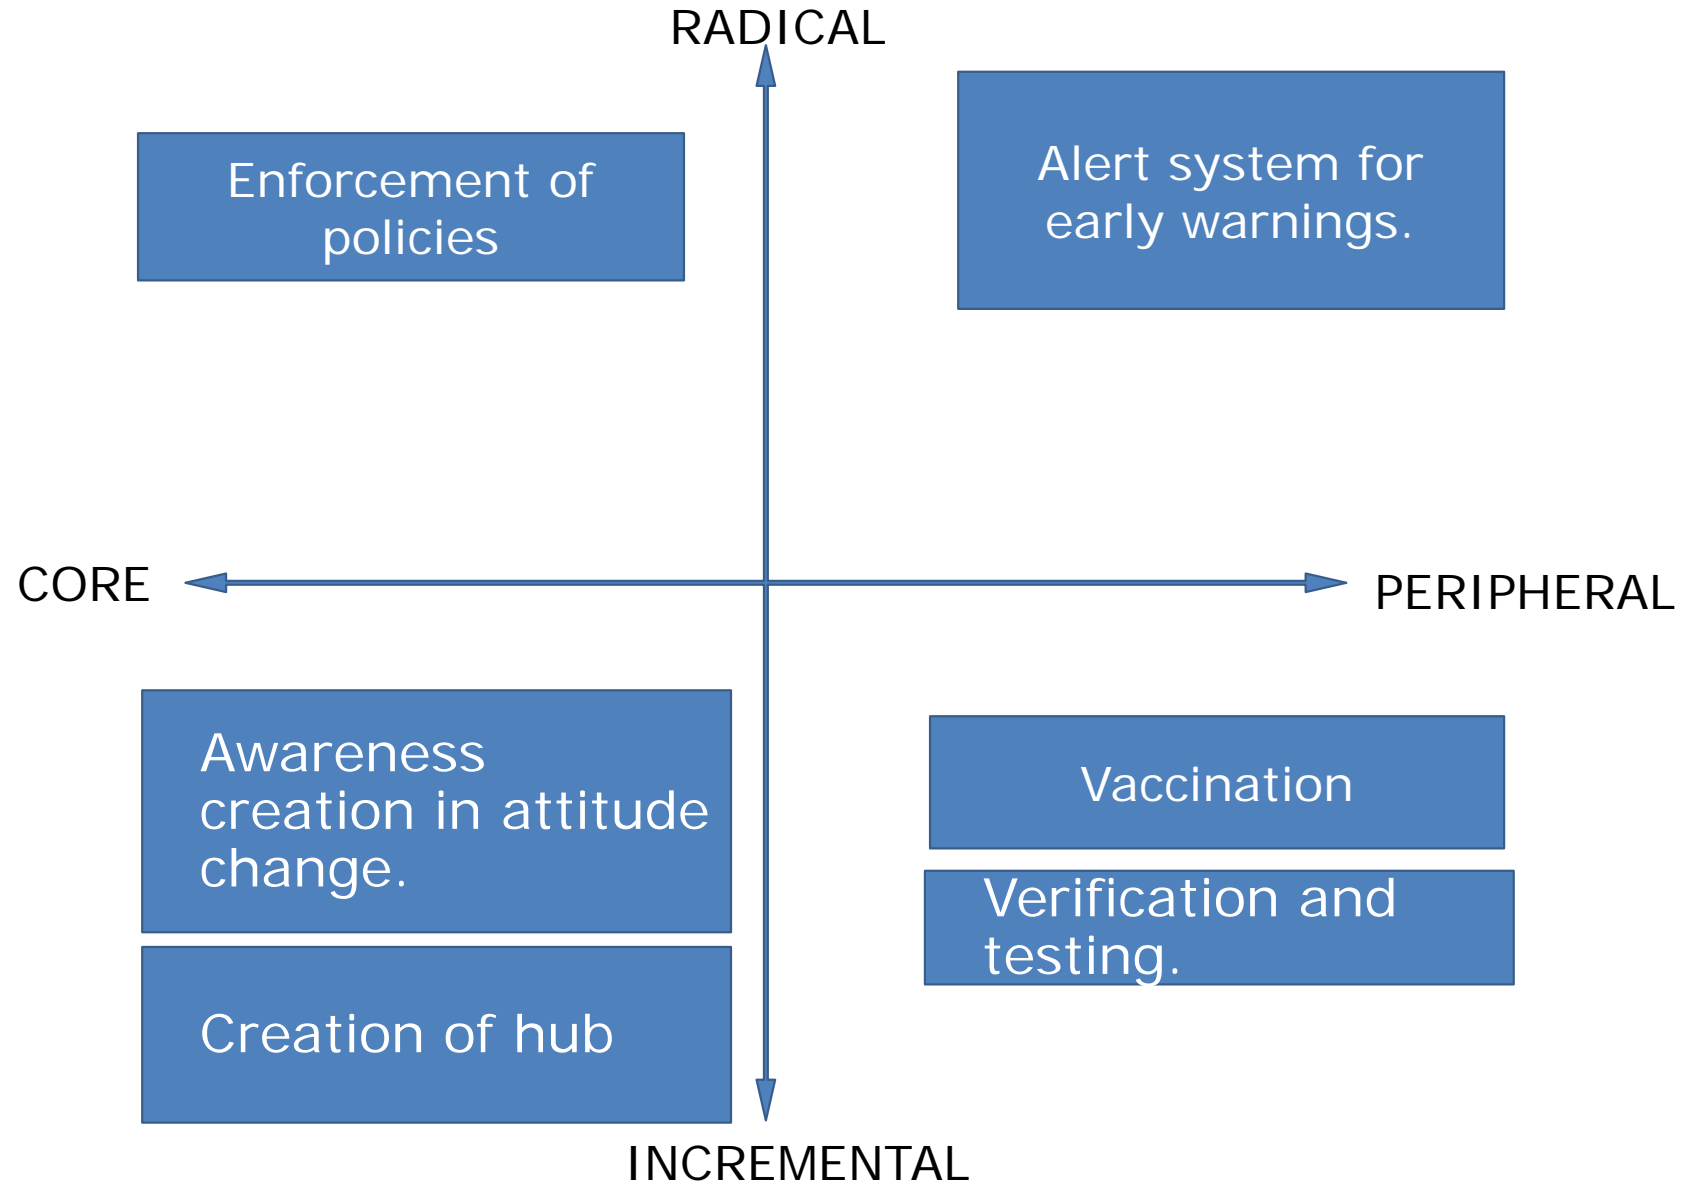 RADICAL
Enforcement of
policies
Alert system for
early warnings.
CORE
PERIPHERAL
Awareness
creation in attitude
change.
Creation of hub
Vaccination
Verification and
testing.
INCREMENTAL